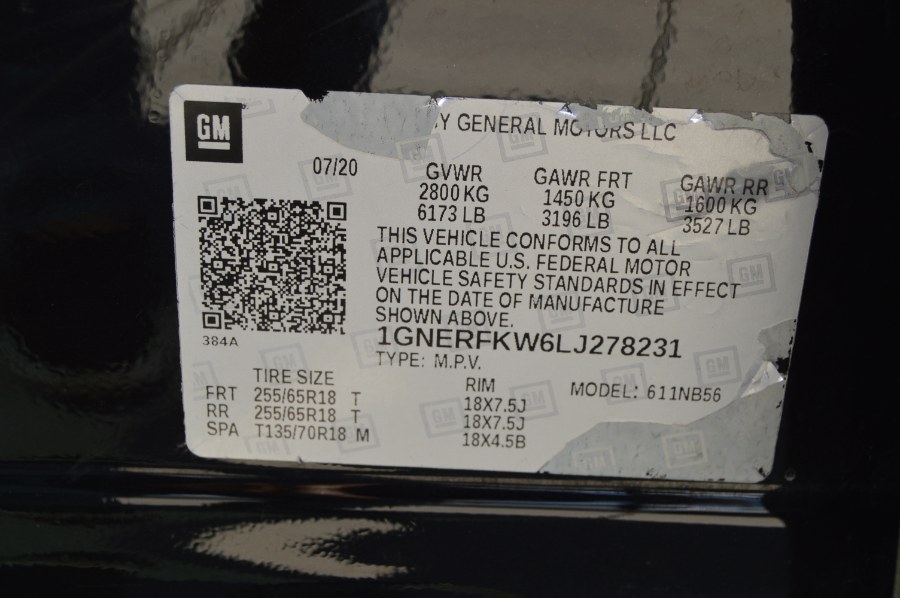 GM
Y GENERAL MOTORS LLC
07/20
GVWR GAWR FRT GAWR RR
2800 KG 1450 KG 1600 KG
6173 LB 3196 LB 3527 LB
THIS VEHICLE CONFORMS TO ALL
APPLICABLE U.S. FEDERAL MOTOR
VEHICLE SAFETY STANDARDS IN EFFECT
ON THE DATE OF MANUFACTURE
SHOWN ABOVE.
384A
1GNERFKW6LJ278231
TYPE: M.P.V.
TIRE SIZE RIM MODEL: 611NB56
FRT 255/65R18 T 18X7.5J
RR 255/65R18 T 18X7.5J
SPA T135/70R18 M 18X4.5B